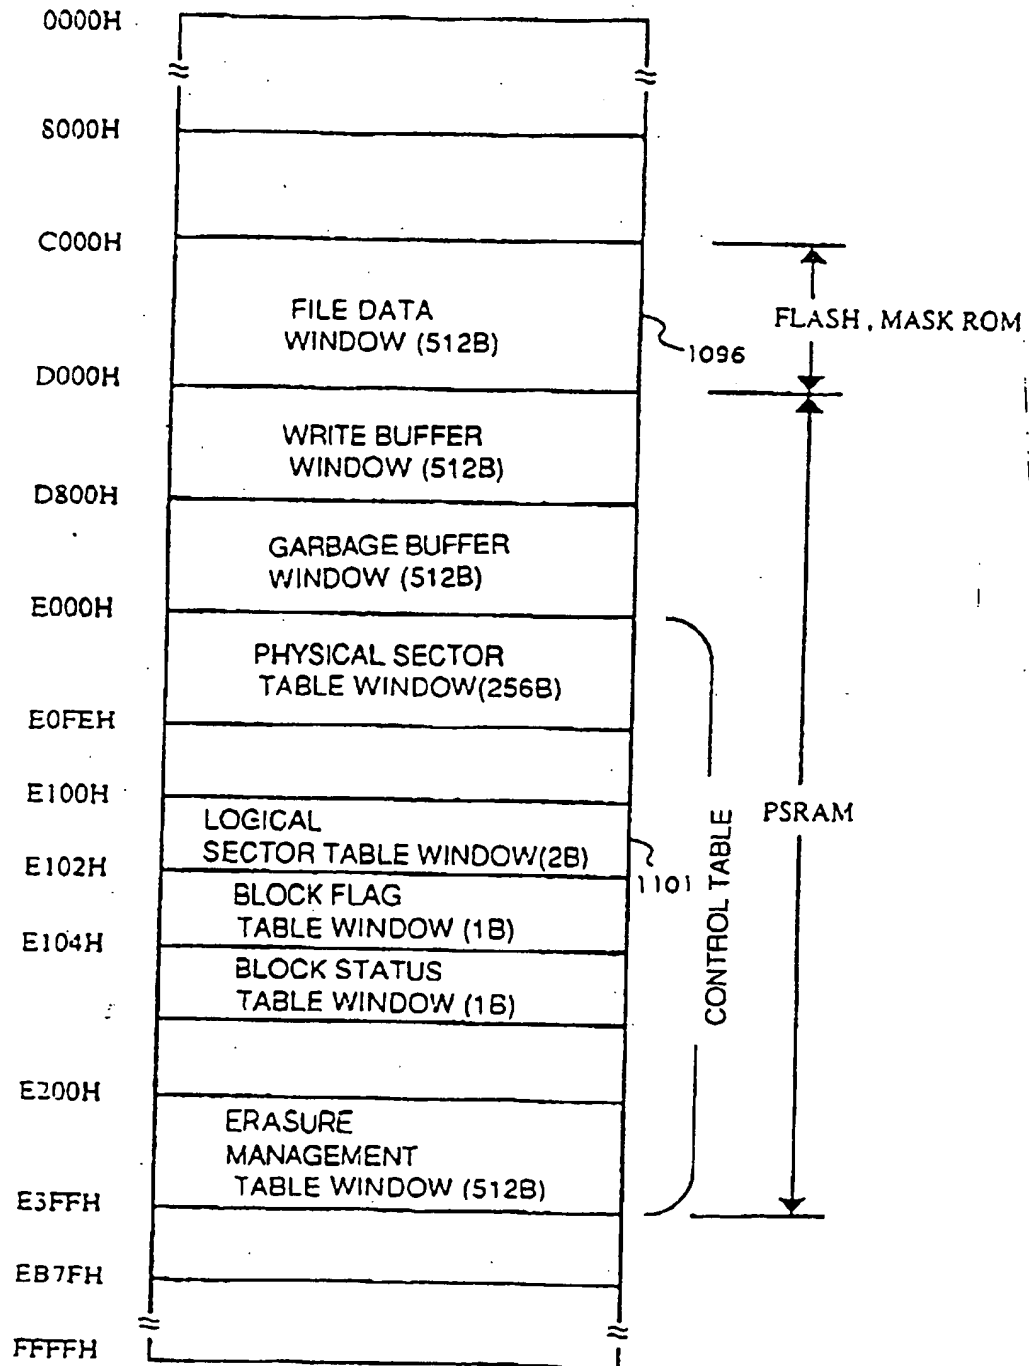 0000H
8000H
C000H
FILE DATA
WINDOW (512B)
FLASH, MASK ROM
1096
D000H
WRITE BUFFER
WINDOW (512B)
D800H
GARBAGE BUFFER
WINDOW (512B)
E000H
PHYSICAL SECTOR
TABLE WINDOW(256B)
E0FEH
E100H
LOGICAL
SECTOR TABLE WINDOW(2B)
PSRAM
CONTROL TABLE
E102H
1101
BLOCK FLAG
TABLE WINDOW (1B)
E104H
BLOCK STATUS
TABLE WINDOW (1B)
E200H
ERASURE
MANAGEMENT
TABLE WINDOW (512B)
E3FFH
EB7FH
FFFFH